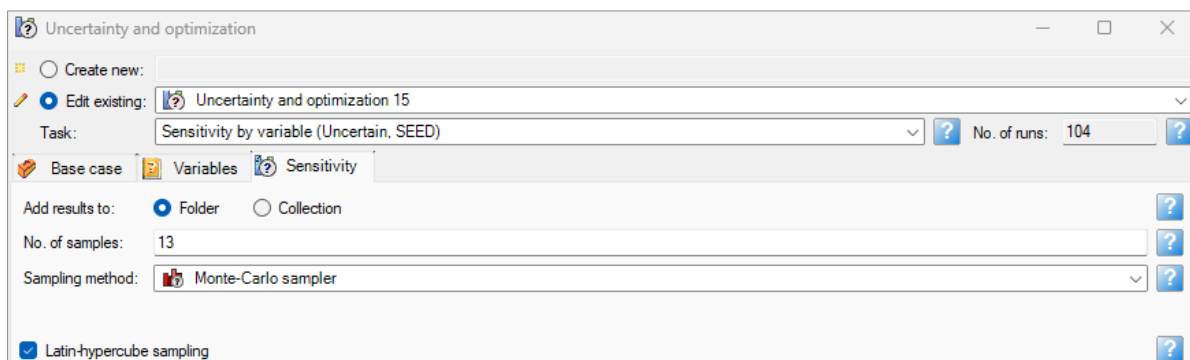 Uncertainty and optimization
Create new:
Edit existing: Uncertainty and optimization 15
Task: Sensitivity by variable (Uncertain, SEED) ? No. of runs: 104 ?
Base case Variables Sensitivity
Add results to: Folder Collection ?
No. of samples: 13 ?
Sampling method: Monte-Carlo sampler ?
Latin-hypercube sampling ?